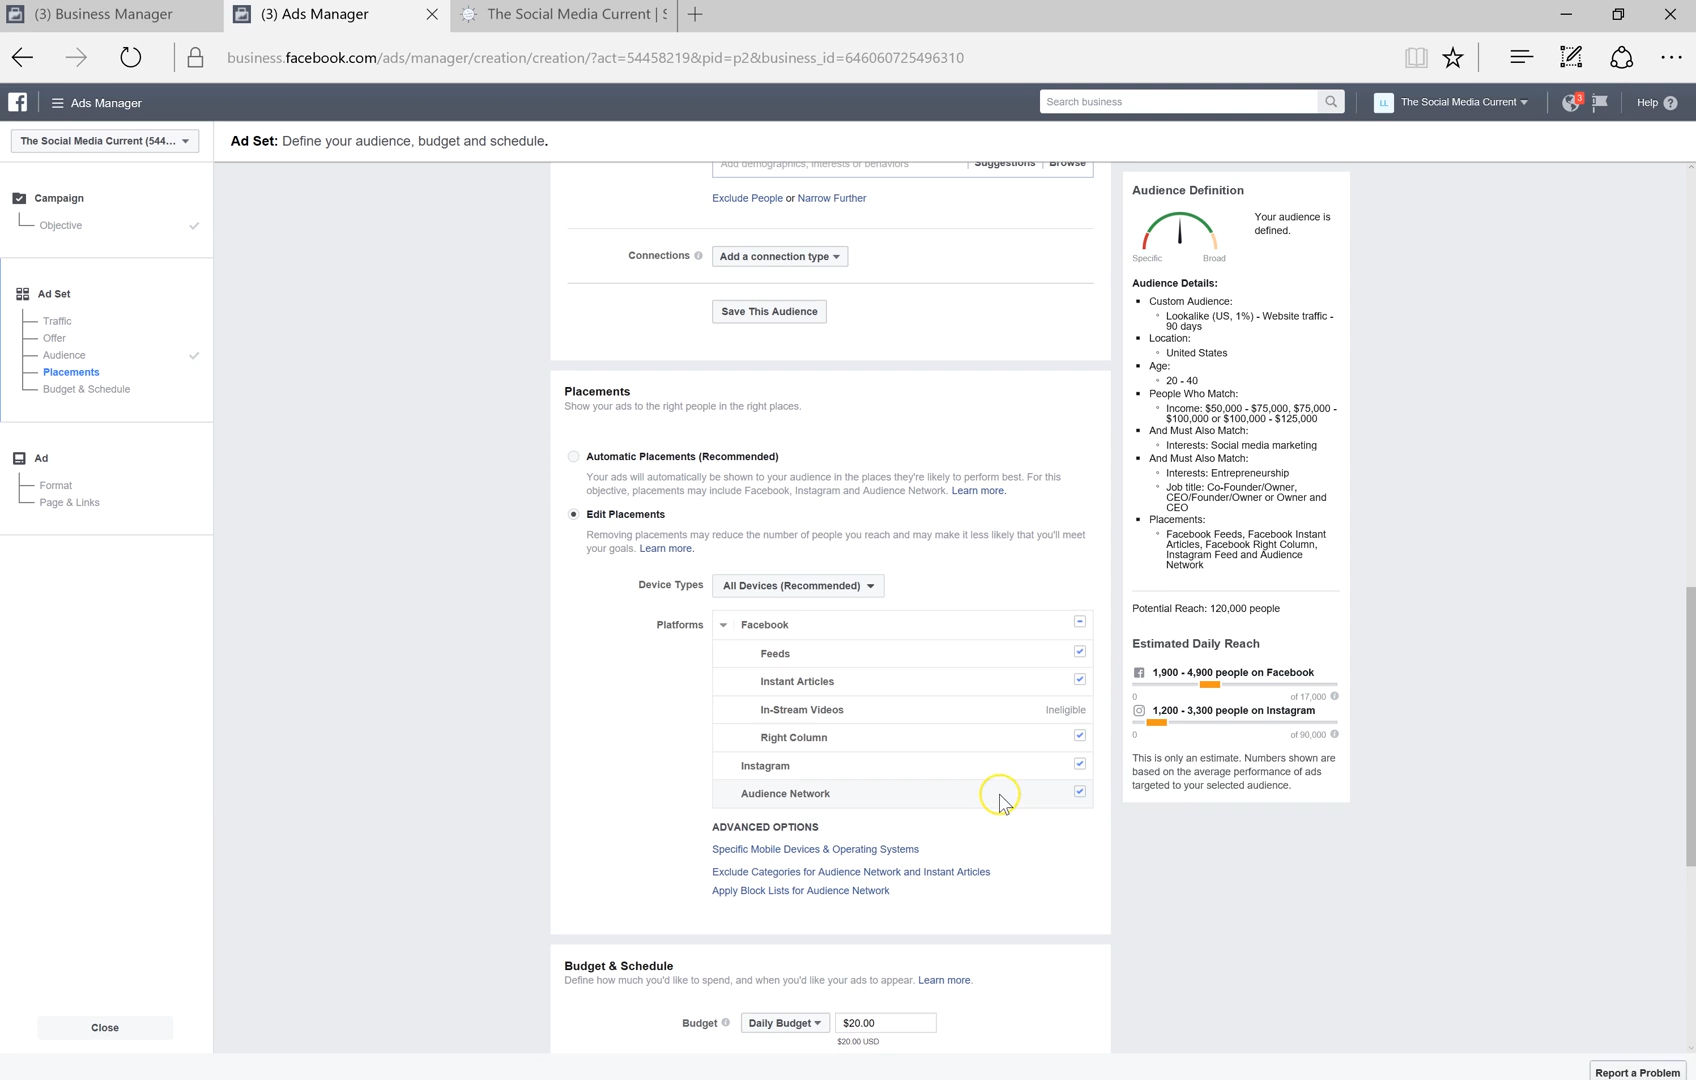 (3) Business Manager
(3) Ads Manager
The Social Media Current | S
business.facebook.com/ads/manager/creation/creation/?act=54458219&pid=p2&business_id=646060725496310
Ads Manager
Search business
LL The Social Media Current
3
Help
The Social Media Current (544...
Ad Set: Define your audience, budget and schedule.
Campaign
Objective
Ad Set
Traffic
Offer
Audience
Placements
Budget & Schedule
Ad
Format
Page & Links
Close
Add demographics, interests or behaviors Suggestions Browse
Exclude People or Narrow Further
Connections Add a connection type
Save This Audience
Placements
Show your ads to the right people in the right places.
Automatic Placements (Recommended)
Your ads will automatically be shown to your audience in the places they're likely to perform best. For this
objective, placements may include Facebook, Instagram and Audience Network. Learn more.
Edit Placements
Removing placements may reduce the number of people you reach and may make it less likely that you'll meet
your goals. Learn more.
Device Types All Devices (Recommended)
Platforms Facebook
Feeds
Instant Articles
In-Stream Videos Ineligible
Right Column
Instagram
Audience Network
ADVANCED OPTIONS
Specific Mobile Devices & Operating Systems
Exclude Categories for Audience Network and Instant Articles
Apply Block Lists for Audience Network
Budget & Schedule
Define how much you'd like to spend, and when you'd like your ads to appear. Learn more.
Budget Daily Budget $20.00
$20.00 USD
Audience Definition
Your audience is
defined.
Specific Broad
Audience Details:
Custom Audience:
Lookalike (US, 1%) - Website traffic -
90 days
Location:
United States
Age:
20 - 40
People Who Match:
Income: $50,000 - $75,000, $75,000 -
$100,000 or $100,000 - $125,000
And Must Also Match:
Interests: Social media marketing
And Must Also Match:
Interests: Entrepreneurship
Job title: Co-Founder/Owner,
CEO/Founder/Owner or Owner and
CEO
Placements:
Facebook Feeds, Facebook Instant
Articles, Facebook Right Column,
Instagram Feed and Audience
Network
Potential Reach: 120,000 people
Estimated Daily Reach
1,900 - 4,900 people on Facebook
0 of 17,000
1,200 - 3,300 people on Instagram
0 of 90,000
This is only an estimate. Numbers shown are
based on the average performance of ads
targeted to your selected audience.
Report a Problem